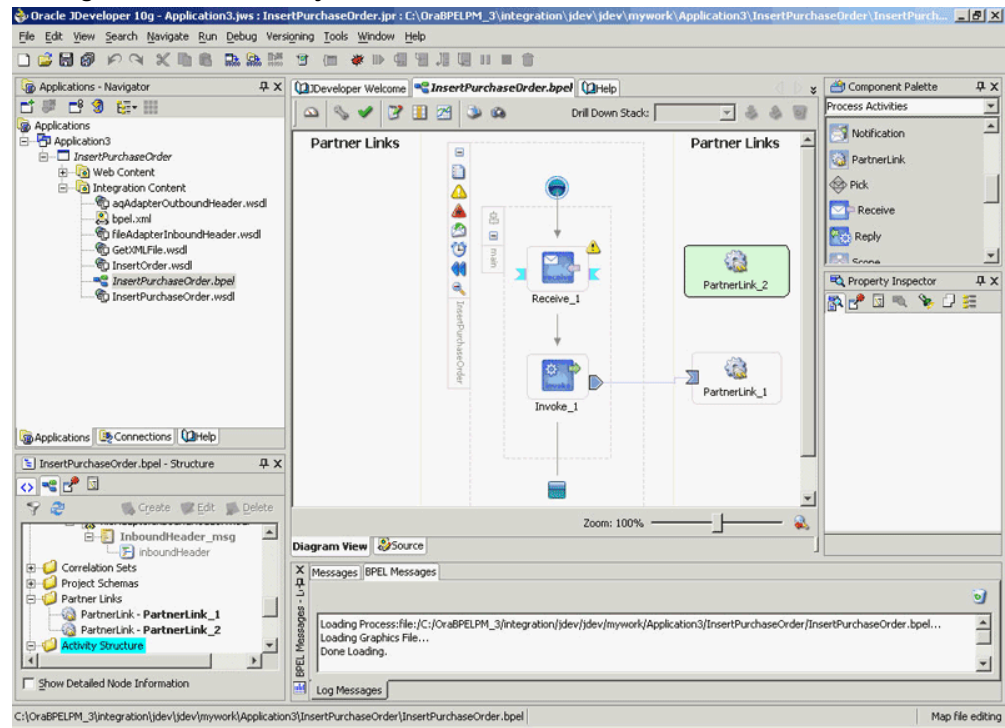 Oracle JDeveloper 10g - Application3.jws : InsertPurchaseOrder.jpr : C:\OraBPELPM_3\integration\jdev\jdev\mywork\Application3\InsertPurchaseOrder\InsertPurch...
File Edit View Search Navigate Run Debug Versioning Tools Window Help
Applications - Navigator
JDeveloper Welcome
InsertPurchaseOrder.bpel
Help
Component Palette
Process Activities
Drill Down Stack:
Applications
Application3
InsertPurchaseOrder
Web Content
Integration Content
aqAdapterOutboundHeader.wsdl
bpel.xml
fileAdapterInboundHeader.wsdl
GetXMLFile.wsdl
InsertOrder.wsdl
InsertPurchaseOrder.bpel
InsertPurchaseOrder.wsdl
Partner Links
Partner Links
main
InsertPurchaseOrder
Receive_1
Invoke_1
PartnerLink_2
PartnerLink_1
Notification
PartnerLink
Pick
Receive
Reply
Scope
Property Inspector
Applications
Connections
Help
Zoom: 100%
Diagram View
Source
InsertPurchaseOrder.bpel - Structure
Create Edit Delete
InboundHeader_msg
inboundHeader
Correlation Sets
Project Schemas
Partner Links
PartnerLink - PartnerLink_1
PartnerLink - PartnerLink_2
Activity Structure
Show Detailed Node Information
Messages
BPEL Messages
BPEL Messages - L
Loading Process:file:/C:/OraBPELPM_3/integration/jdev/jdev/mywork/Application3/InsertPurchaseOrder/InsertPurchaseOrder.bpel...
Loading Graphics File...
Done Loading.
Log Messages
C:\OraBPELPM_3\integration\jdev\jdev\mywork\Application3\InsertPurchaseOrder\InsertPurchaseOrder.bpel
Map file editing